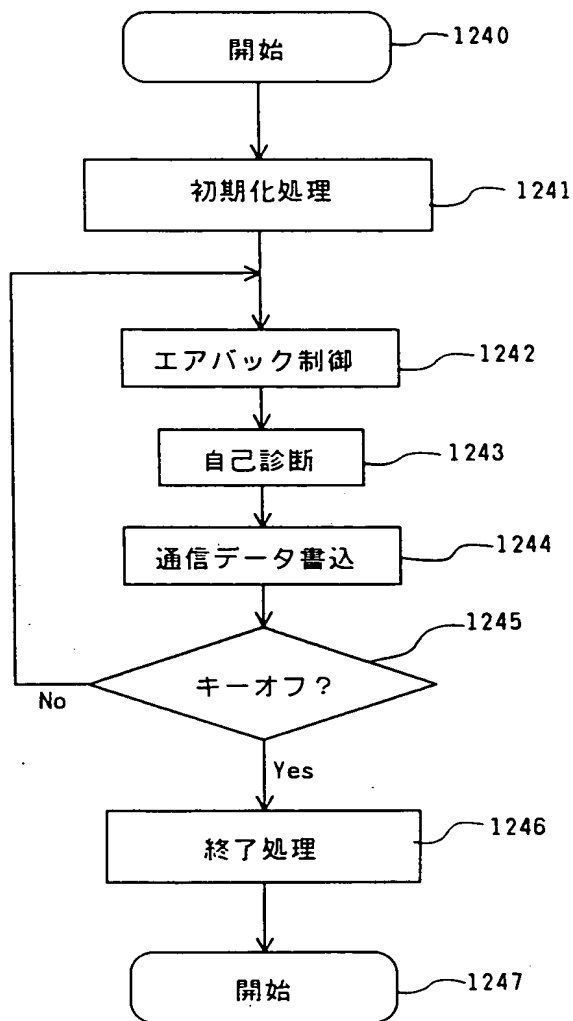 開始
1240
初期化処理
1241
エアバック制御
1242
自己診断
1243
通信データ書込
1244
キーオフ?
1245
No
Yes
終了処理
1246
開始
1247